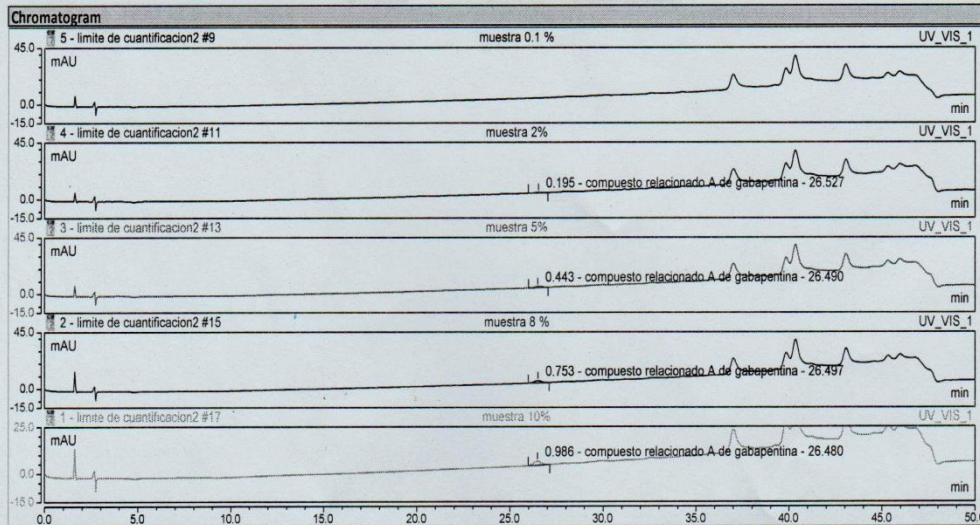 Chromatogram
5 - limite de cuantificacion2 #9 muestra 0.1 % UV_VIS_1
45.0
mAU
0.0
-15.0
min
4 - limite de cuantificacion2 #11 muestra 2% UV_VIS_1
45.0
mAU
0.195 - compuesto relacionado A de gabapentina - 26.527
0.0
-15.0
min
3 - limite de cuantificacion2 #13 muestra 5% UV_VIS_1
45.0
mAU
0.443 - compuesto relacionado A de gabapentina - 26.490
0.0
-15.0
min
2 - limite de cuantificacion2 #15 muestra 8 % UV_VIS_1
45.0
mAU
0.753 - compuesto relacionado A de gabapentina - 26.497
0.0
-15.0
min
1 - limite de cuantificacion2 #17 muestra 10% UV_VIS_1
25.0
mAU
0.986 - compuesto relacionado A de gabapentina - 26.480
0.0
min
0.0 5.0 10.0 15.0 20.0 25.0 30.0 35.0 40.0 45.0